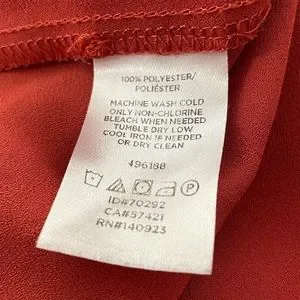 100% POLYESTER/
POLIÉSTER
MACHINE WASH COLD
ONLY NON-CHLORINE
BLEACH WHEN NEEDED
TUMBLE DRY LOW
COOL IRON IF NEEDED
OR DRY CLEAN
496188
ID#70292
CA#57421
RN#140923